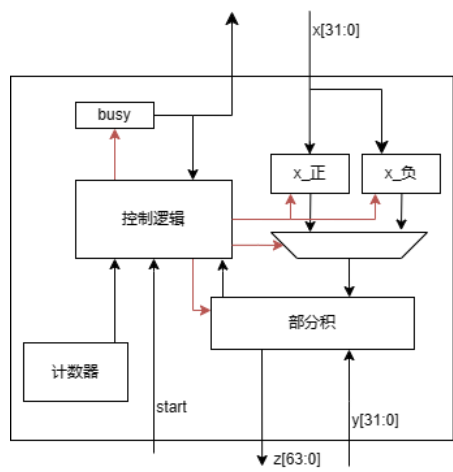 x[31:0]
busy
x_正
x_负
控制逻辑
部分积
计数器
start
y[31:0]
z[63:0]